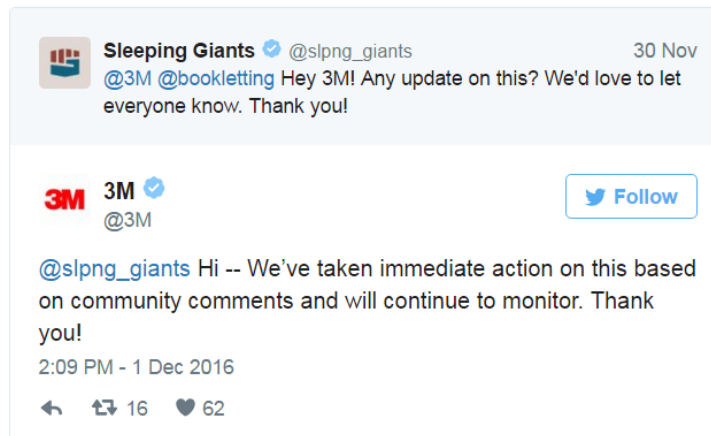 Sleeping Giants @slpng_giants 30 Nov
@3M @bookletting Hey 3M! Any update on this? We'd love to let
everyone know. Thank you!
3M
3M
@3M
Follow
@slpng_giants Hi -- We’ve taken immediate action on this based
on community comments and will continue to monitor. Thank
you!
2:09 PM - 1 Dec 2016
16 62